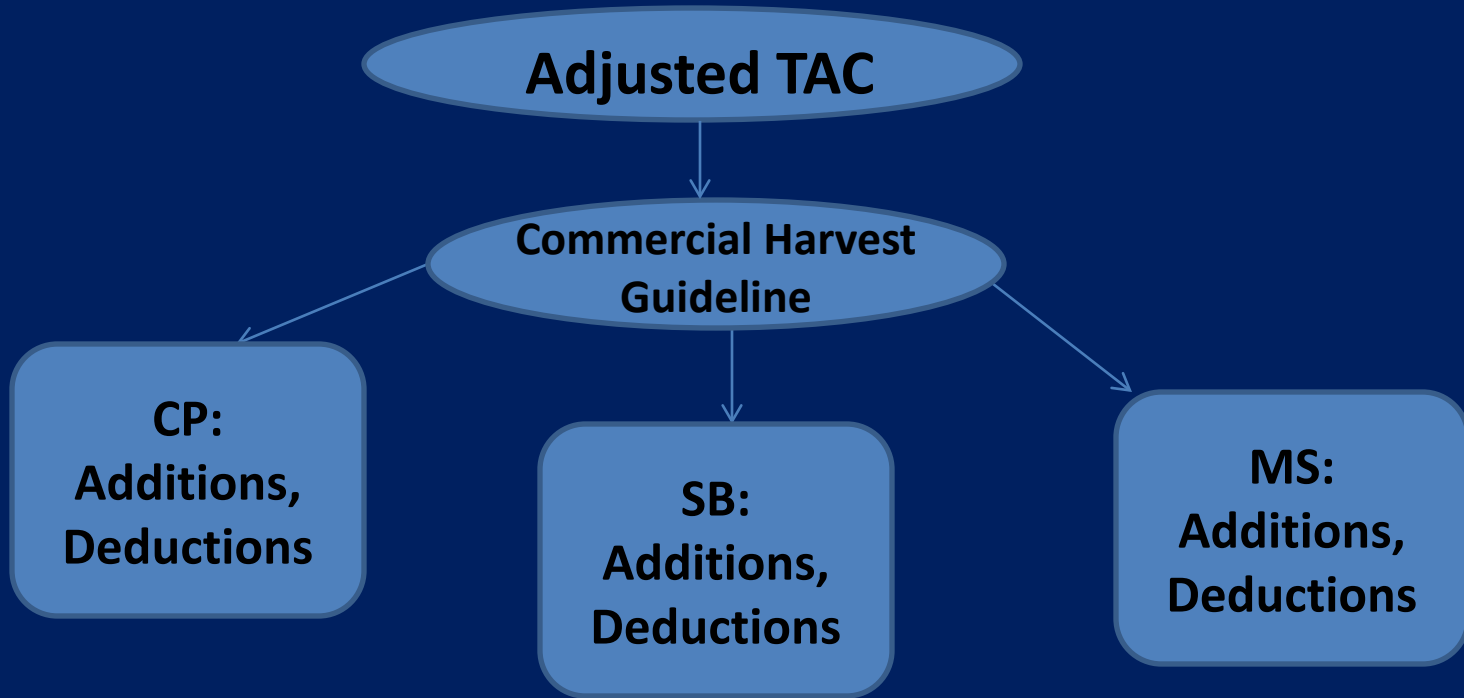 Adjusted TAC
Commercial Harvest
Guideline
CP:
Additions,
Deductions
SB:
Additions,
Deductions
MS:
Additions,
Deductions